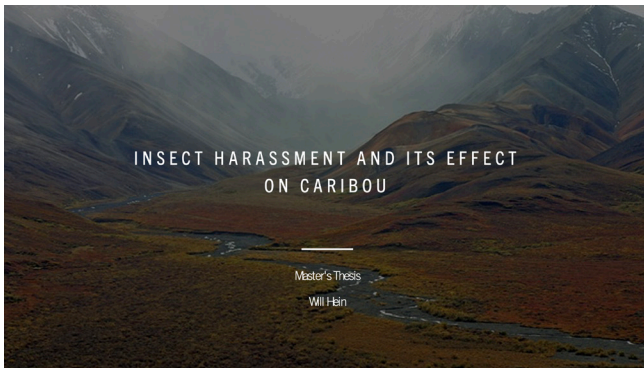 INSECT HARASSMENT AND ITS EFFECT
ON CARIBOU
Master's Thesis
Will Hein